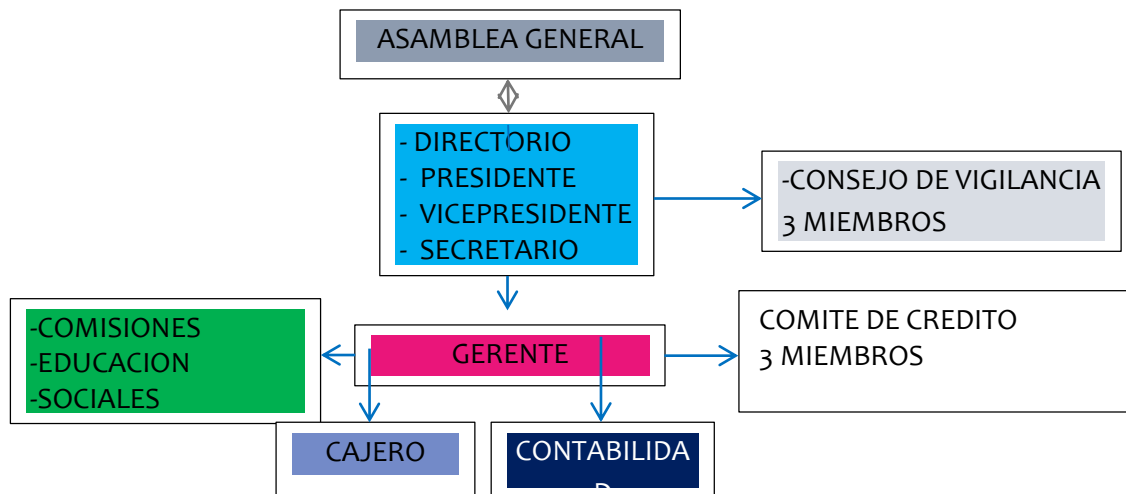 ASAMBLEA GENERAL
- DIRECTORIO
- PRESIDENTE
- VICEPRESIDENTE
- SECRETARIO
-CONSEJO DE VIGILANCIA
3 MIEMBROS
-COMISIONES
-EDUCACION
-SOCIALES
GERENTE
COMITE DE CREDITO
3 MIEMBROS
CAJERO
CONTABILIDA
D